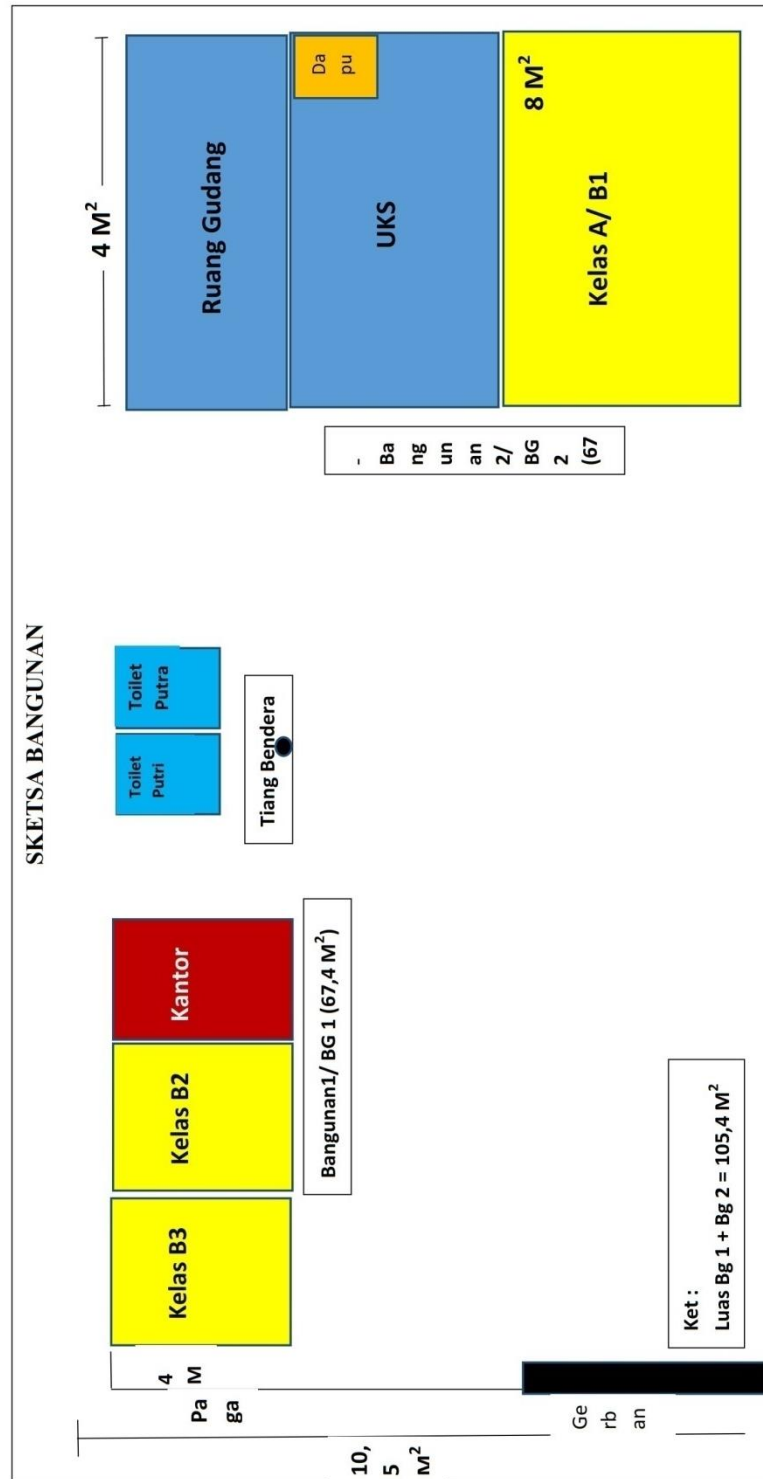 SKETSA BANGUNAN
10,
5
M²
Pa
ga
4
M
Ge
rb
an
Kelas B3
Kelas B2
Kantor
Bangunan1/ BG 1 (67,4 M²)
Ket :
Luas Bg 1 + Bg 2 = 105,4 M²
Toilet
Putri
Toilet
Putra
Tiang Bendera
-
Ba
ng
un
an
2/
BG
2
(67
4 M²
Ruang Gudang
UKS
Da
pu
Kelas A/ B1
8 M²